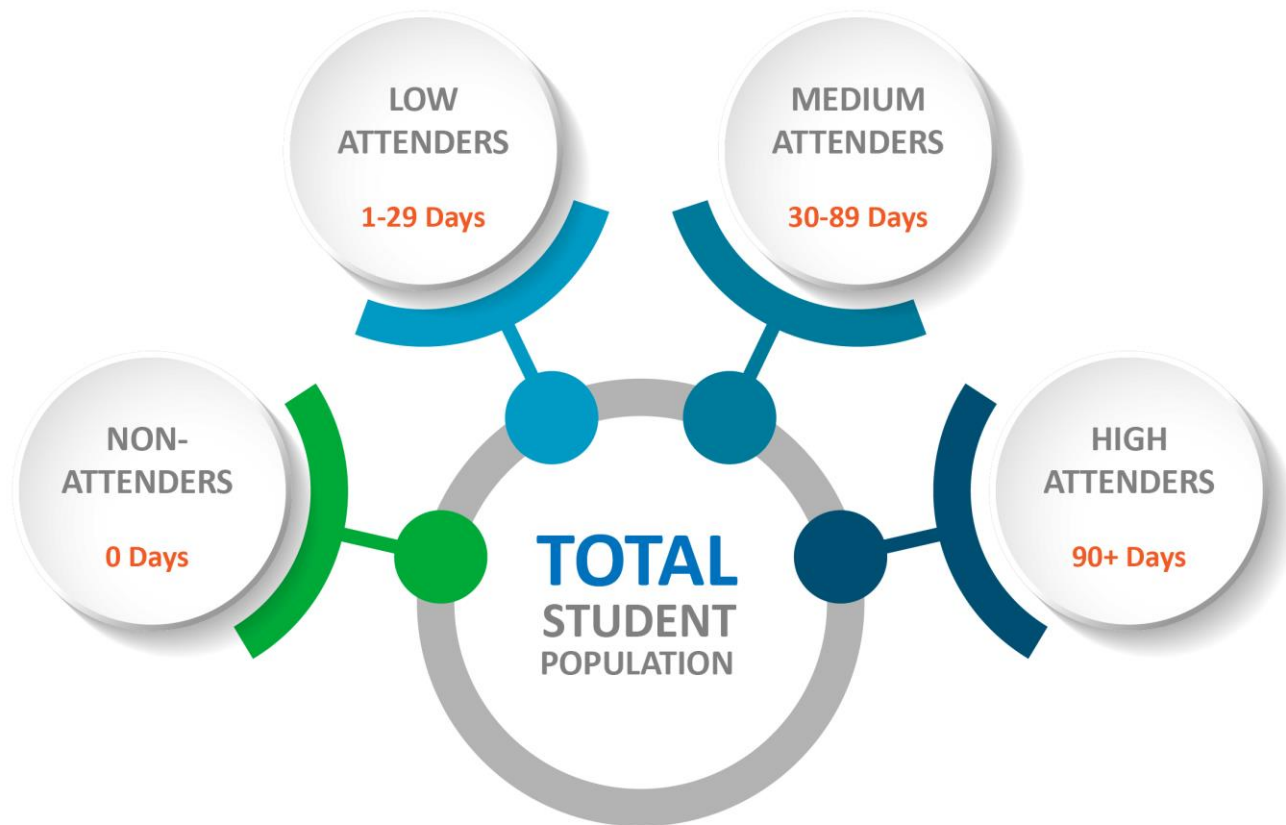 LOW
ATTENDERS
1-29 Days
MEDIUM
ATTENDERS
30-89 Days
NON-
ATTENDERS
0 Days
HIGH
ATTENDERS
90+ Days
TOTAL
STUDENT
POPULATION